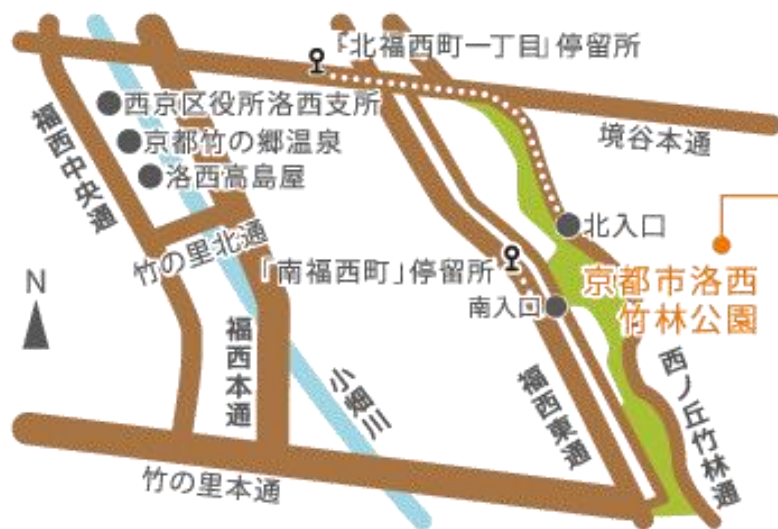 「北福西町一丁目」停留所
西京区役所洛西支所
京都竹の郷温泉
洛西高島屋
境谷本通
福西中央通
竹の里北通
北入口
「南福西町」停留所
南入口
京都市洛西
竹林公園
N
福西本通
小畑川
福西東通
西ノ丘竹林通
竹の里本通